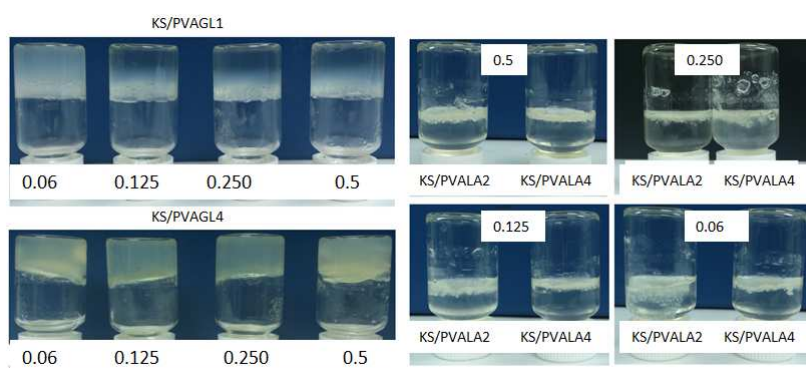 KS/PVAGL1
0.06 0.125 0.250 0.5
KS/PVAGL4
0.06 0.125 0.250 0.5
0.5
KS/PVALA2 KS/PVALA4
0.250
KS/PVALA2 KS/PVALA4
0.125
KS/PVALA2 KS/PVALA4
0.06
KS/PVALA2 KS/PVALA4